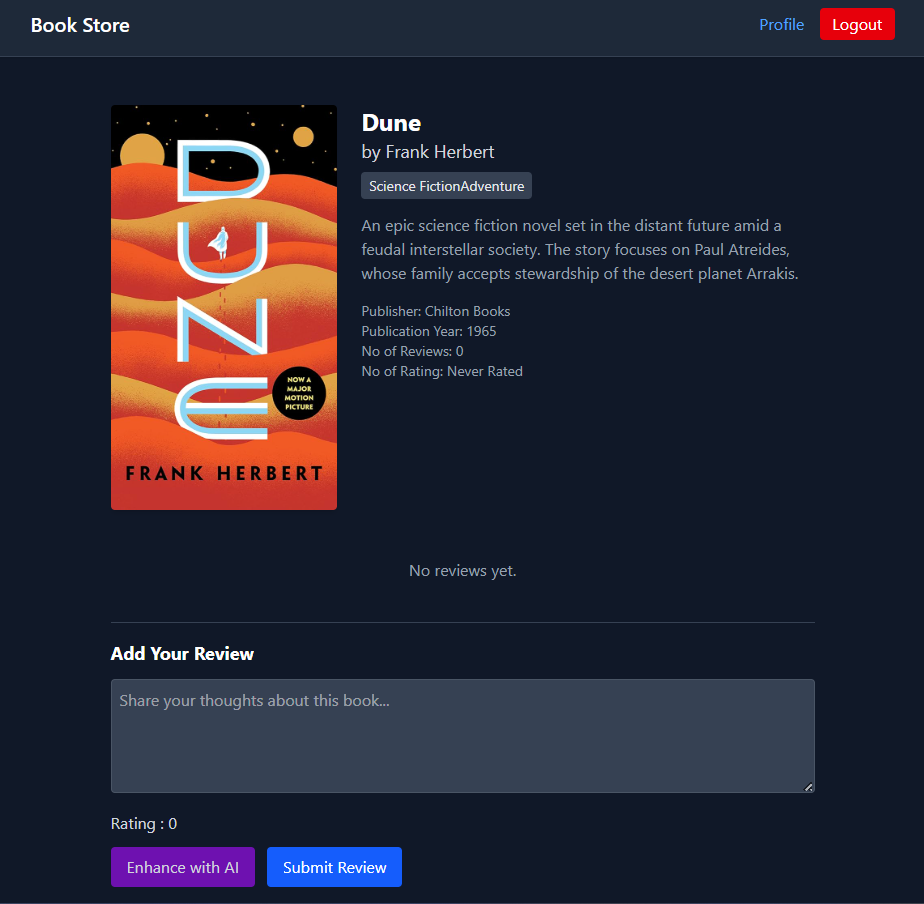 Book Store
Profile
Logout
DUNE
NOW A
MAJOR
MOTION
PICTURE
FRANK HERBERT
Dune
by Frank Herbert
Science FictionAdventure
An epic science fiction novel set in the distant future amid a
feudal interstellar society. The story focuses on Paul Atreides,
whose family accepts stewardship of the desert planet Arrakis.
Publisher: Chilton Books
Publication Year: 1965
No of Reviews: 0
No of Rating: Never Rated
No reviews yet.
Add Your Review
Share your thoughts about this book...
Rating : 0
Enhance with AI
Submit Review